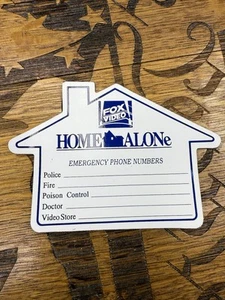 FOX
VIDEO
HOME ALONe
EMERGENCY PHONE NUMBERS
Police
Fire
Poison Control
Doctor
Video Store